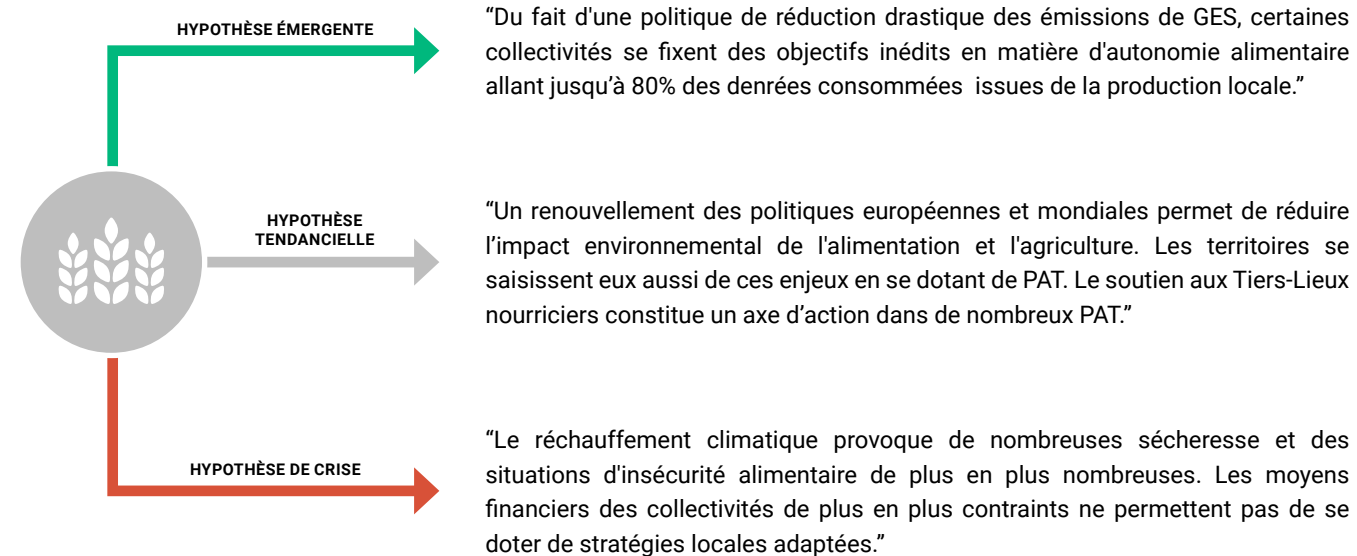 HYPOTHÈSE ÉMERGENTE
“Du fait d'une politique de réduction drastique des émissions de GES, certaines
collectivités se fixent des objectifs inédits en matière d'autonomie alimentaire
allant jusqu’à 80% des denrées consommées issues de la production locale.”
HYPOTHÈSE
TENDANCIELLE
“Un renouvellement des politiques européennes et mondiales permet de réduire
l’impact environnemental de l'alimentation et l'agriculture. Les territoires se
saisissent eux aussi de ces enjeux en se dotant de PAT. Le soutien aux Tiers-Lieux
nourriciers constitue un axe d’action dans de nombreux PAT.”
HYPOTHÈSE DE CRISE
“Le réchauffement climatique provoque de nombreuses sécheresse et des
situations d'insécurité alimentaire de plus en plus nombreuses. Les moyens
financiers des collectivités de plus en plus contraints ne permettent pas de se
doter de stratégies locales adaptées.”